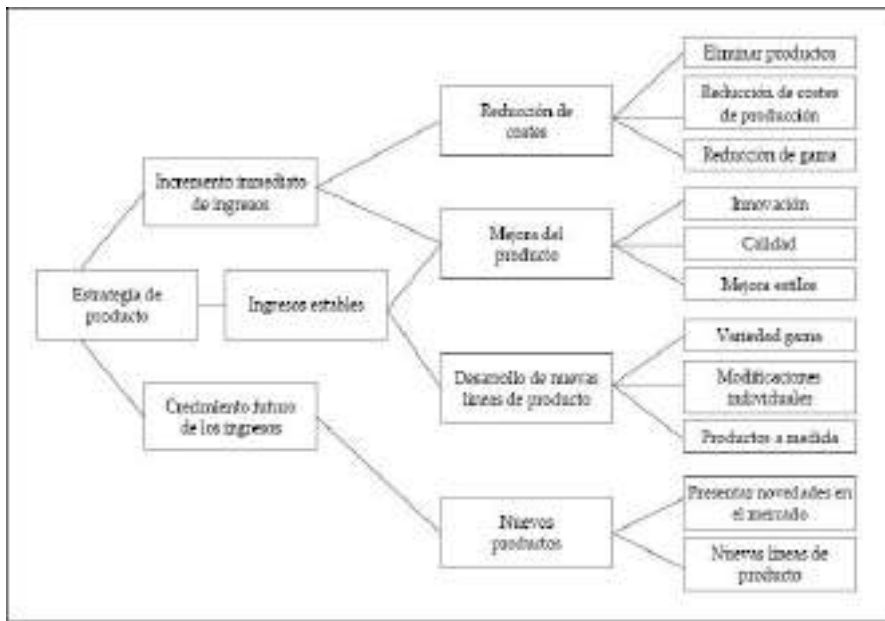 Estrategia de
producto
Incremento inmediato
de ingresos
Ingresos estables
Crecimiento futuro
de los ingresos
Reducción de
costes
Mejora del
producto
Desarrollo de nuevas
líneas de producto
Nuevos
productos
Eliminar productos
Reducción de costes
de producción
Reducción de gama
Innovación
Calidad
Mejora estilos
Variedad gama
Modificaciones
individuales
Productos a medida
Presentar novedades en
el mercado
Nuevas líneas de
producto